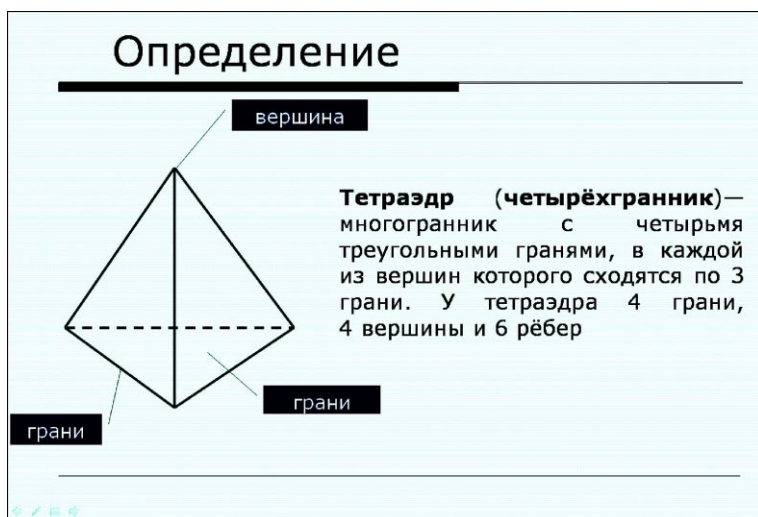 Определение
вершина
Тетраэдр (четырёхгранник)—
многогранник с четырьмя
треугольными гранями, в каждой
из вершин которого сходятся по 3
грани. У тетраэдра 4 грани,
4 вершины и 6 рёбер
грани
грани